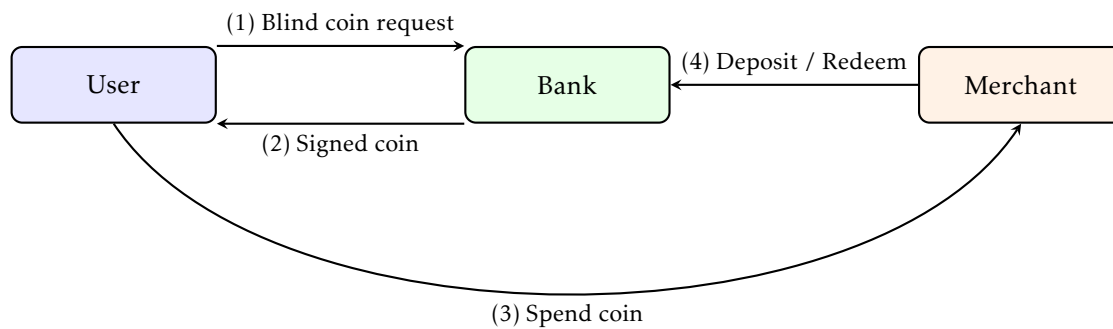 (1) Blind coin request
User
Bank
(4) Deposit / Redeem
Merchant
(2) Signed coin
(3) Spend coin